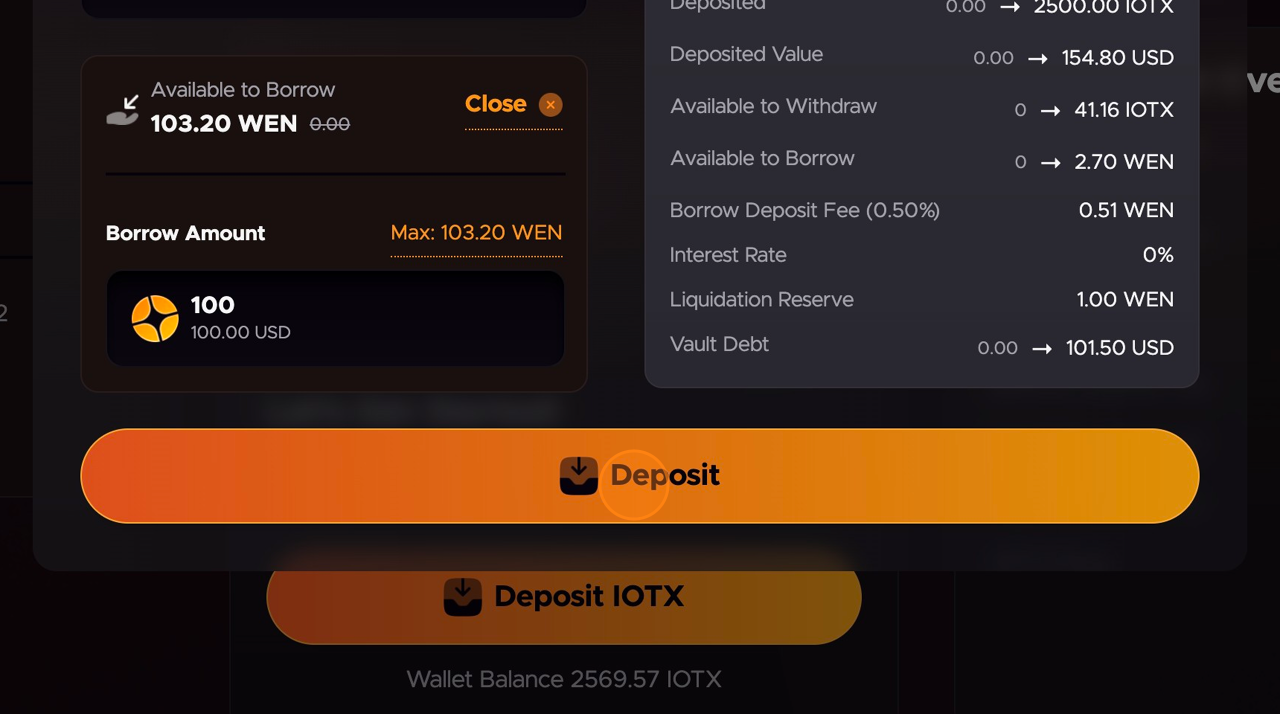 Available to Borrow
103.20 WEN 0.00
Close
Borrow Amount
Max: 103.20 WEN
100
100.00 USD
Deposited 0.00 → 2500.00 IOTX
Deposited Value 0.00 → 154.80 USD
Available to Withdraw 0 → 41.16 IOTX
Available to Borrow 0 → 2.70 WEN
Borrow Deposit Fee (0.50%) 0.51 WEN
Interest Rate 0%
Liquidation Reserve 1.00 WEN
Vault Debt 0.00 → 101.50 USD
ve
2
Deposit
Deposit IOTX
Wallet Balance 2569.57 IOTX